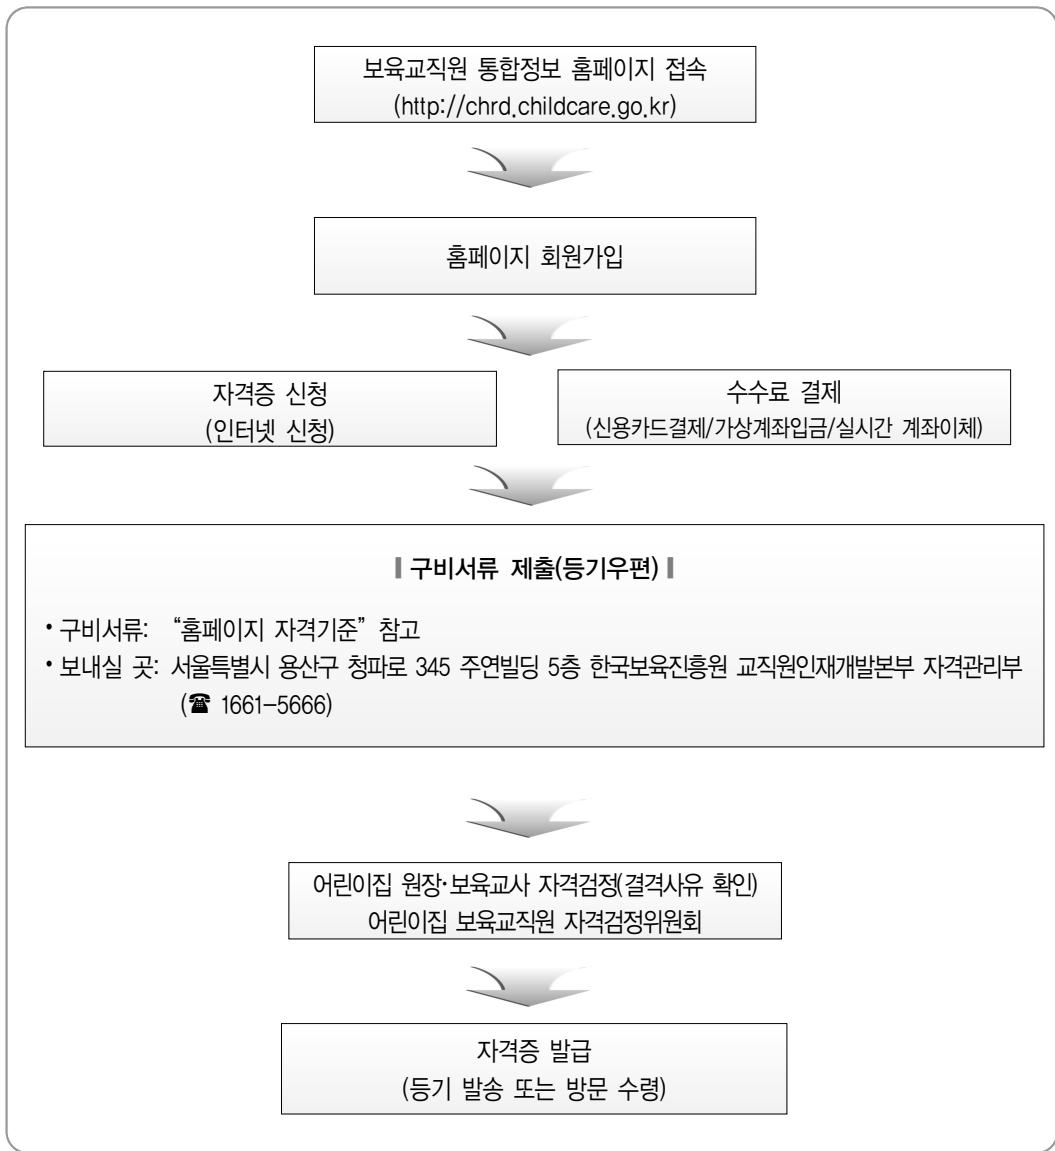 보육교직원 통합정보 홈페이지 접속
(http://chrd.childcare.go.kr)
홈페이지 회원가입
자격증 신청
(인터넷 신청)
수수료 결제
(신용카드결제/가상계좌입금/실시간 계좌이체)
‖ 구비서류 제출(등기우편) ‖
• 구비서류: “홈페이지 자격기준” 참고
• 보내실 곳: 서울특별시 용산구 청파로 345 주연빌딩 5층 한국보육진흥원 교직원인재개발본부 자격관리부
(☎ 1661-5666)
어린이집 원장·보육교사 자격검정(결격사유 확인)
어린이집 보육교직원 자격검정위원회
자격증 발급
(등기 발송 또는 방문 수령)